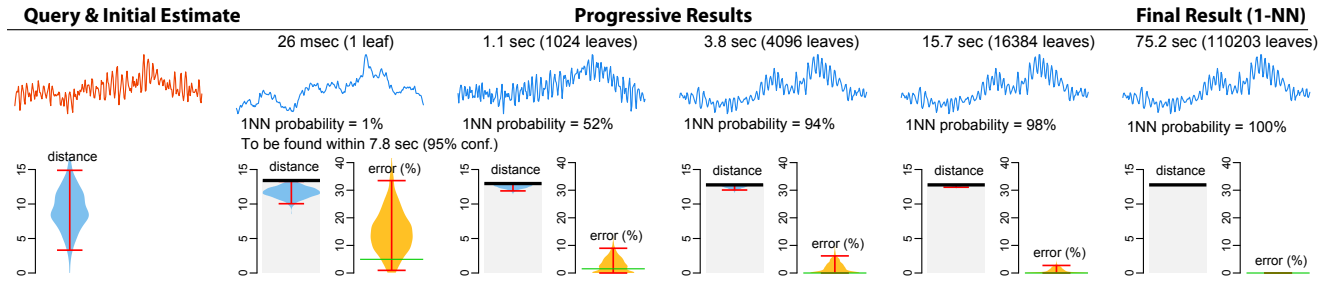 Query & Initial Estimate
Progressive Results
Final Result (1-NN)
26 msec (1 leaf)
1.1 sec (1024 leaves)
3.8 sec (4096 leaves)
15.7 sec (16384 leaves)
75.2 sec (110203 leaves)
1NN probability = 1%
1NN probability = 52%
1NN probability = 94%
1NN probability = 98%
1NN probability = 100%
To be found within 7.8 sec (95% conf.)
distance
0 5 10 15
distance
0 5 10 15
error (%)
0 10 20 30 40
distance
0 5 10 15
error (%)
0 10 20 30 40
distance
0 5 10 15
error (%)
0 10 20 30 40
distance
0 5 10 15
error (%)
0 10 20 30 40
distance
0 5 10 15
error (%)
0 10 20 30 40